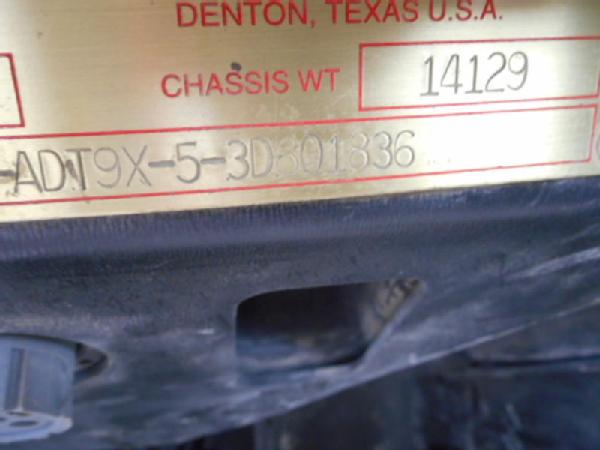 DENTON, TEXAS U.S.A.
CHASSIS WT 14129
-ADT9X-5-3D801836